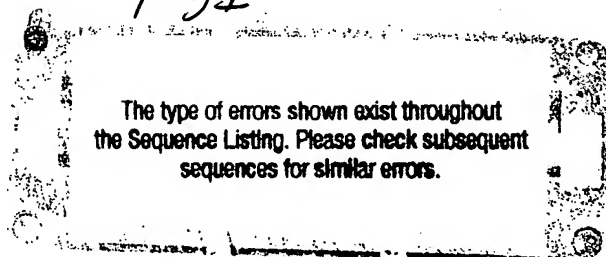 The type of errors shown exist throughout
the Sequence Listing. Please check subsequent
sequences for similar errors.